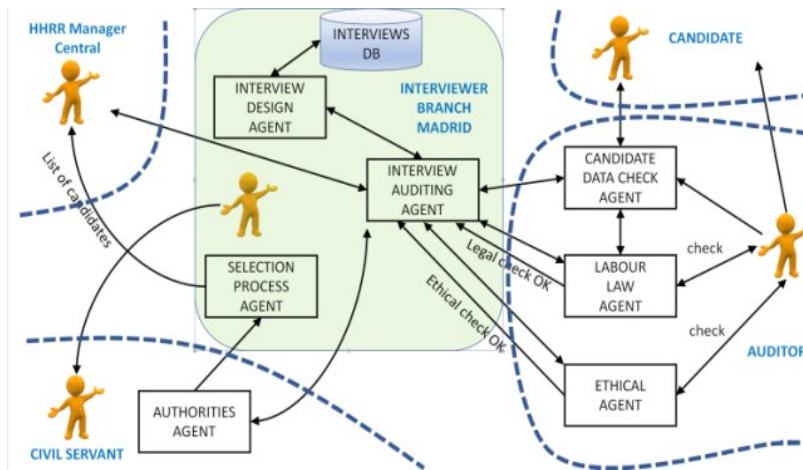 HHRR Manager
Central
INTERVIEWS
DB
CANDIDATE
INTERVIEW
DESIGN
AGENT
INTERVIEWER
BRANCH
MADRID
List of candidates
INTERVIEW
AUDITING
AGENT
CANDIDATE
DATA CHECK
AGENT
SELECTION
PROCESS
AGENT
Legal check OK
Ethical check OK
LABOUR
LAW
AGENT
check
check
AUDITOR
CIVIL SERVANT
AUTHORITIES
AGENT
ETHICAL
AGENT